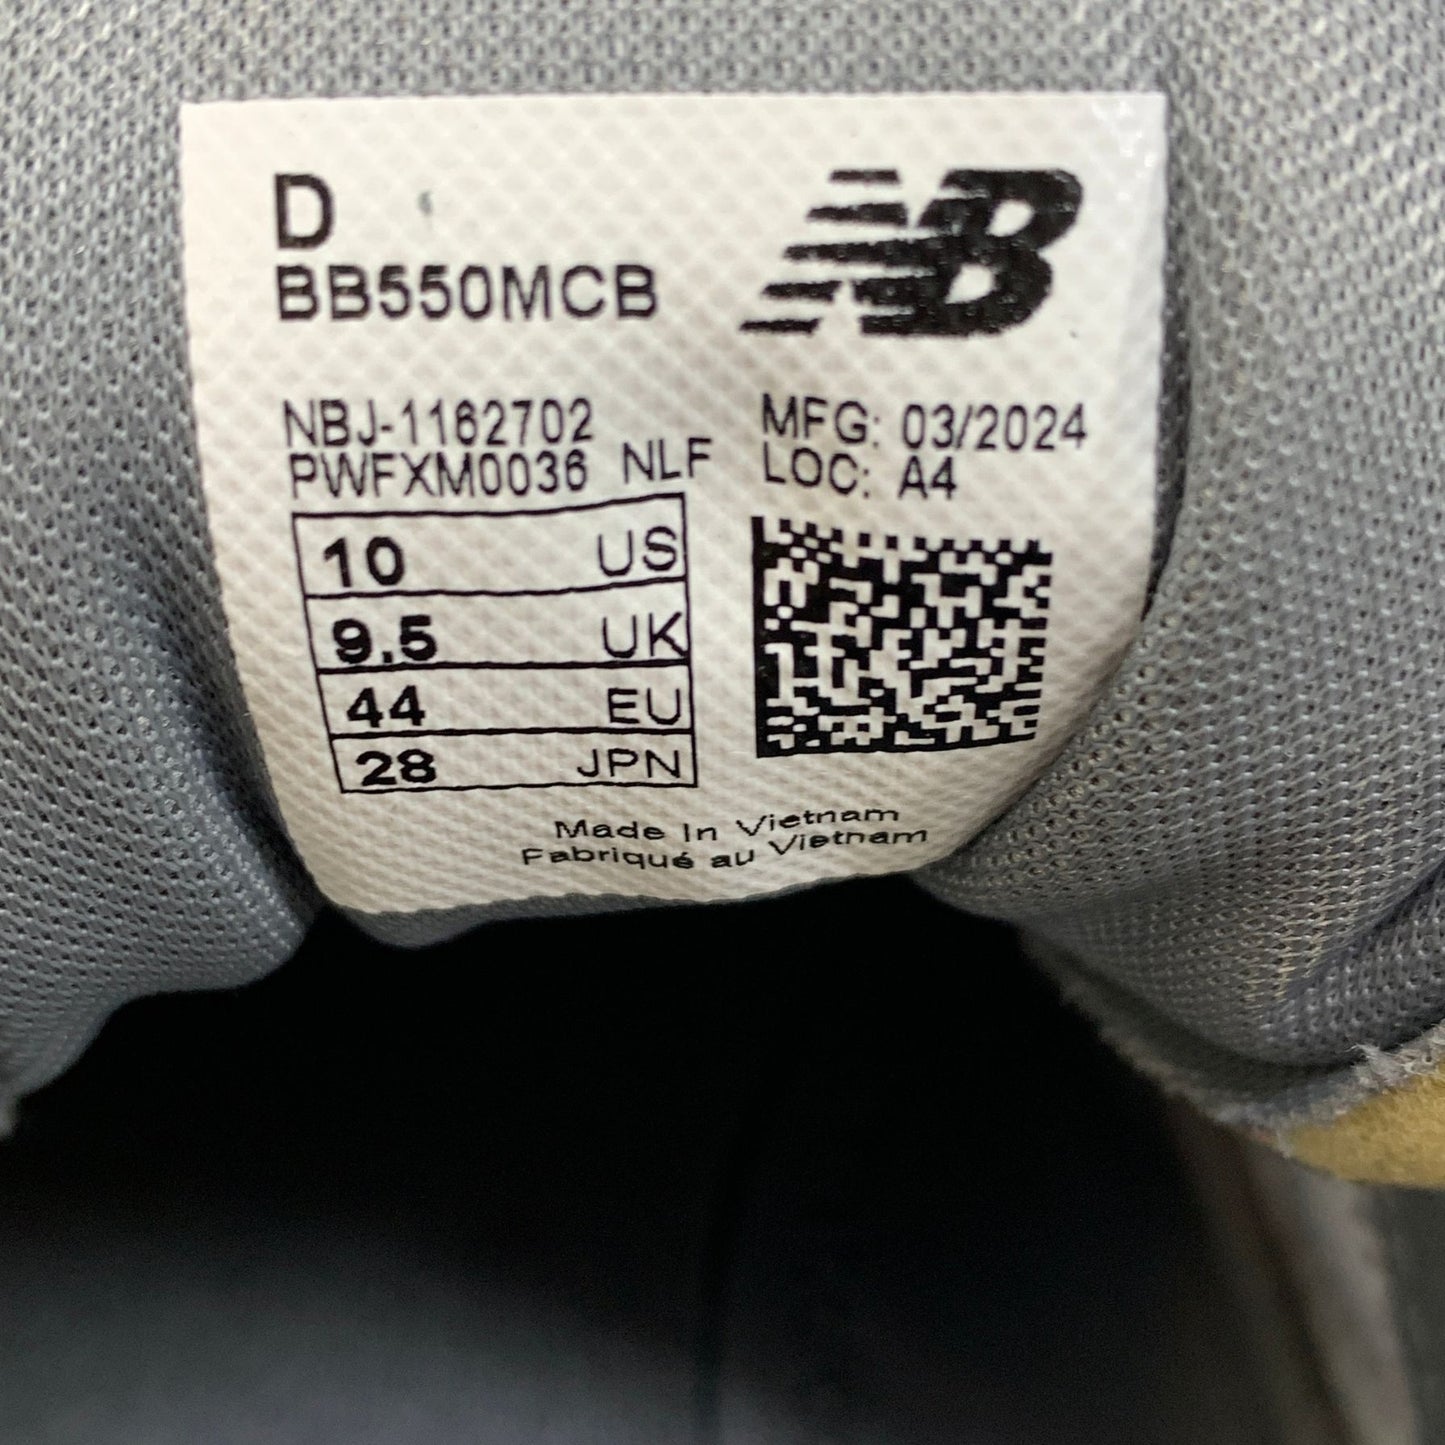 D
BB550MCB
NB
NBJ-1162702
PWFXM0036 NLF
MFG: 03/2024
LOC: A4
10 US
9.5 UK
44 EU
28 JPN
Made In Vietnam
Fabriqué au Vietnam